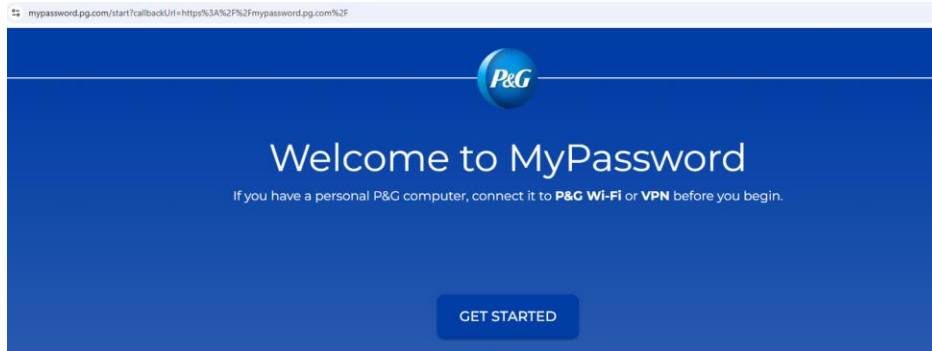 mypassword.pg.com/start?callbackUrl=https%3A%2F%2Fmypassword.pg.com%2F
P&G
Welcome to MyPassword
If you have a personal P&G computer, connect it to P&G Wi-Fi or VPN before you begin.
GET STARTED